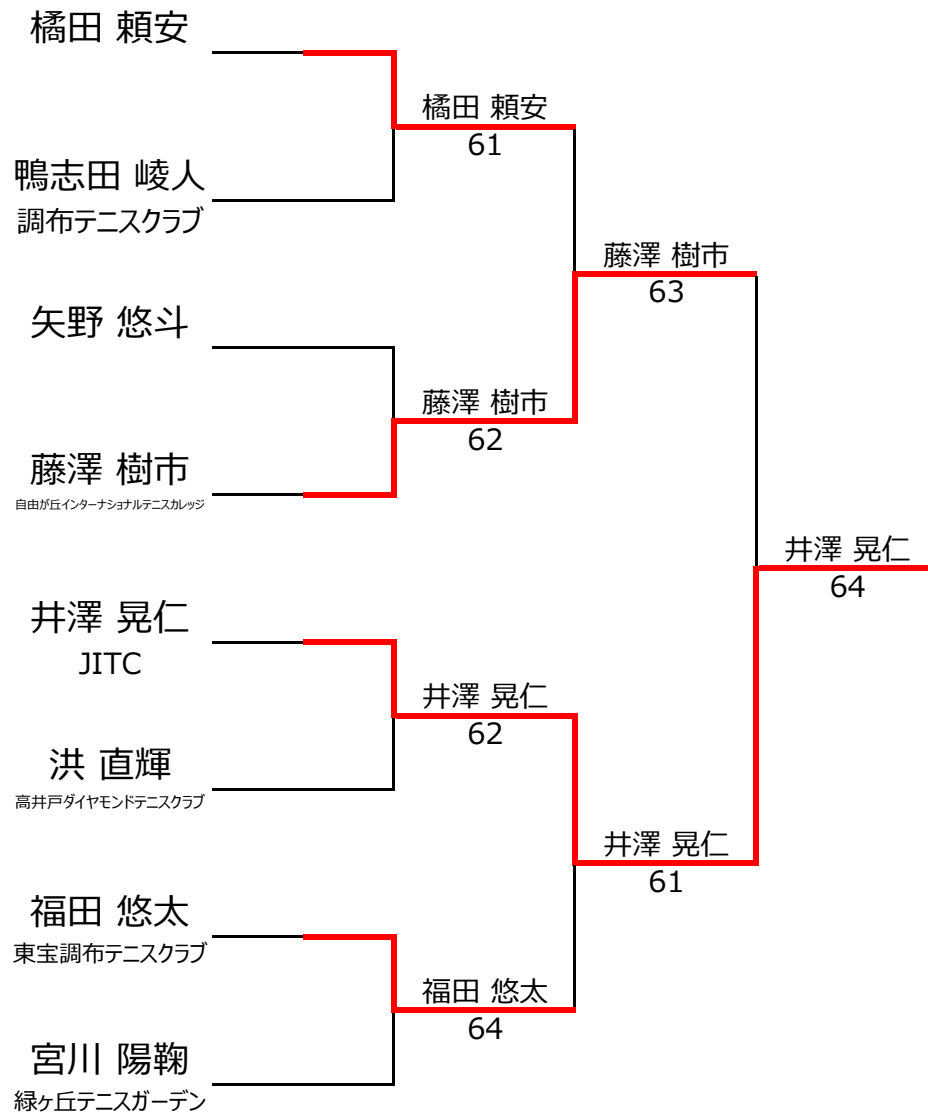 橘田 頼安
鴨志田 崚人
調布テニスクラブ
矢野 悠斗
藤澤 樹市
自由が丘インターナショナルテニスカレッジ
井澤 晃仁
JITC
洪 直輝
高井戸ダイヤモンドテニスクラブ
福田 悠太
東宝調布テニスクラブ
宮川 陽鞠
緑ヶ丘テニスガーデン
橘田 頼安
61
藤澤 樹市
62
井澤 晃仁
62
福田 悠太
64
藤澤 樹市
63
井澤 晃仁
61
井澤 晃仁
64